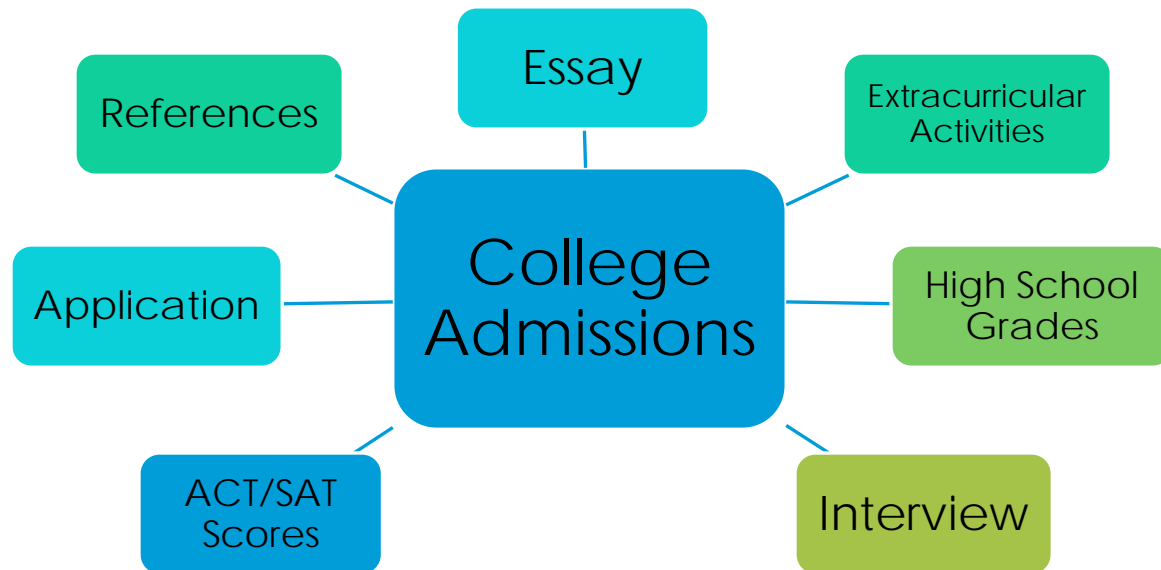 Essay
References
Extracurricular
Activities
College
Admissions
Application
High School
Grades
ACT/SAT
Scores
Interview